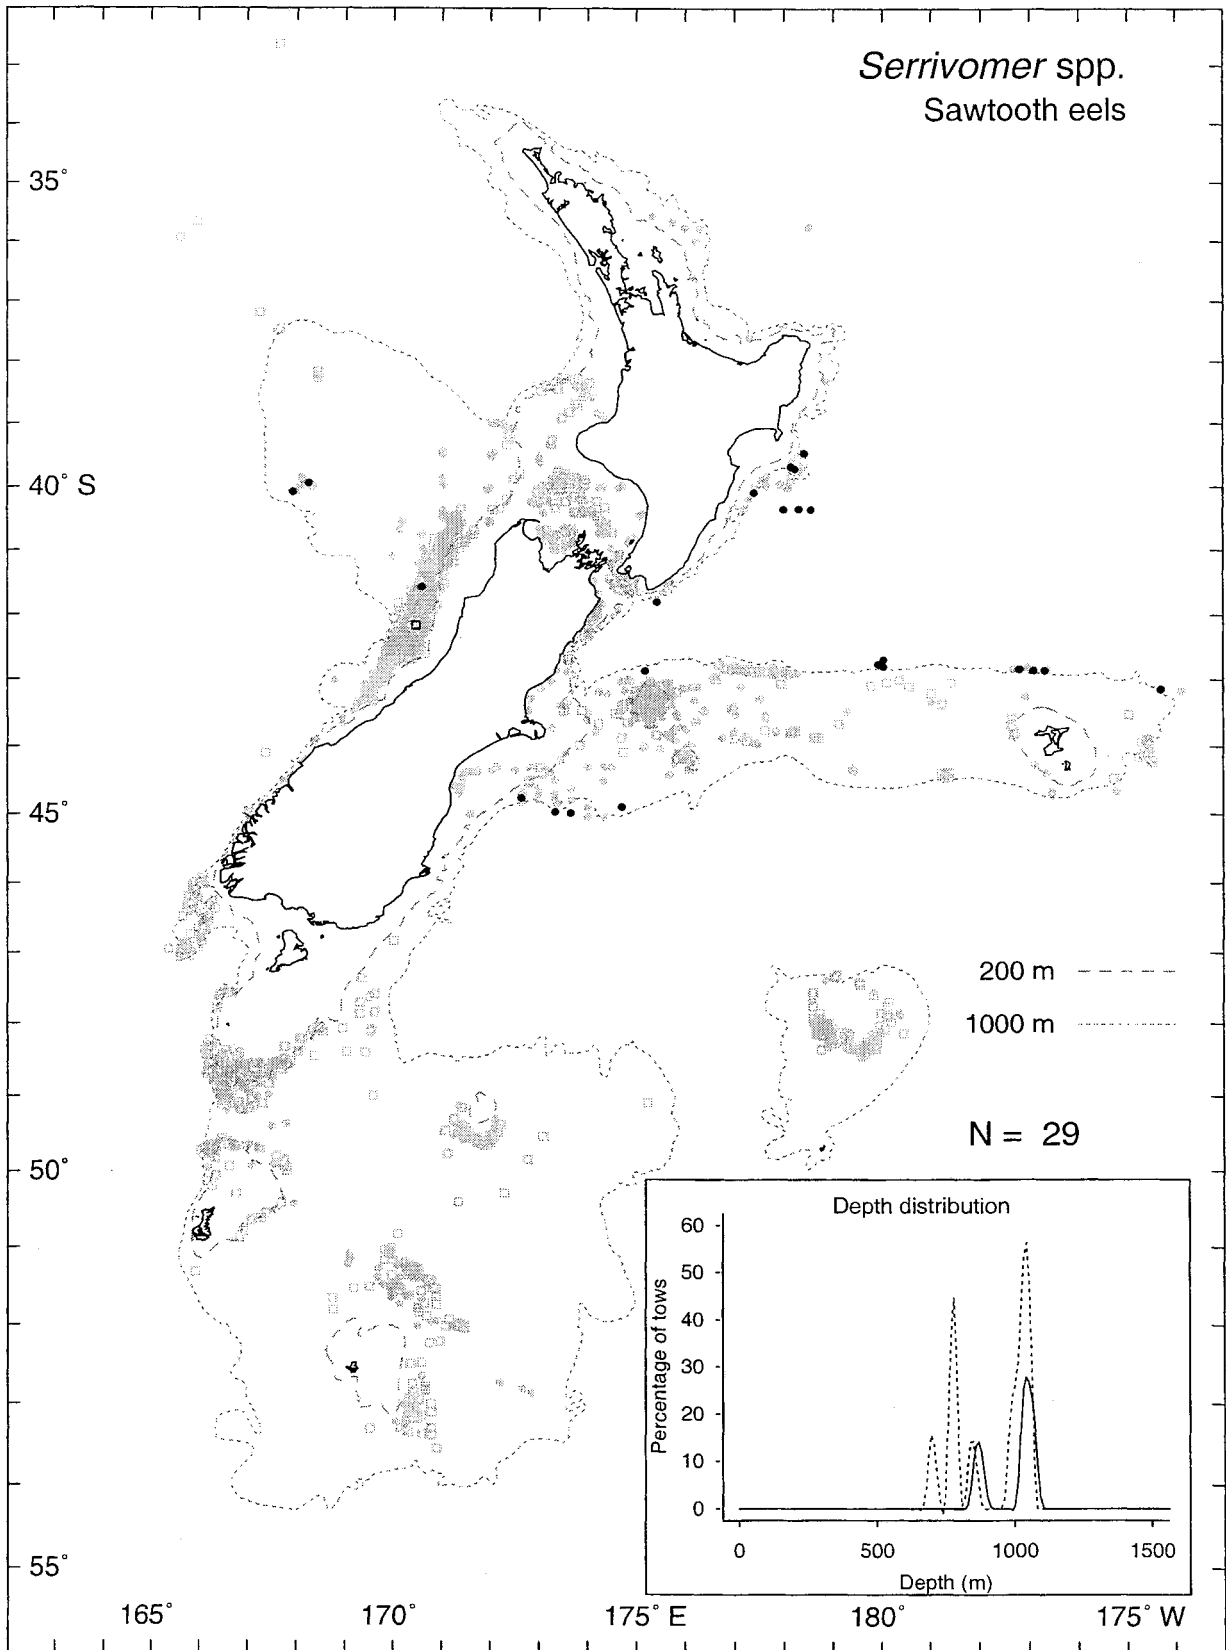 Serrivomer spp.
Sawtooth eels
35°
40° S
45°
200 m
1000 m
N = 29
50°
Depth distribution
60
50
40
30
20
10
0
Percentage of tows
0 500 1000 1500
Depth (m)
55°
165° 170° 175° E 180° 175° W